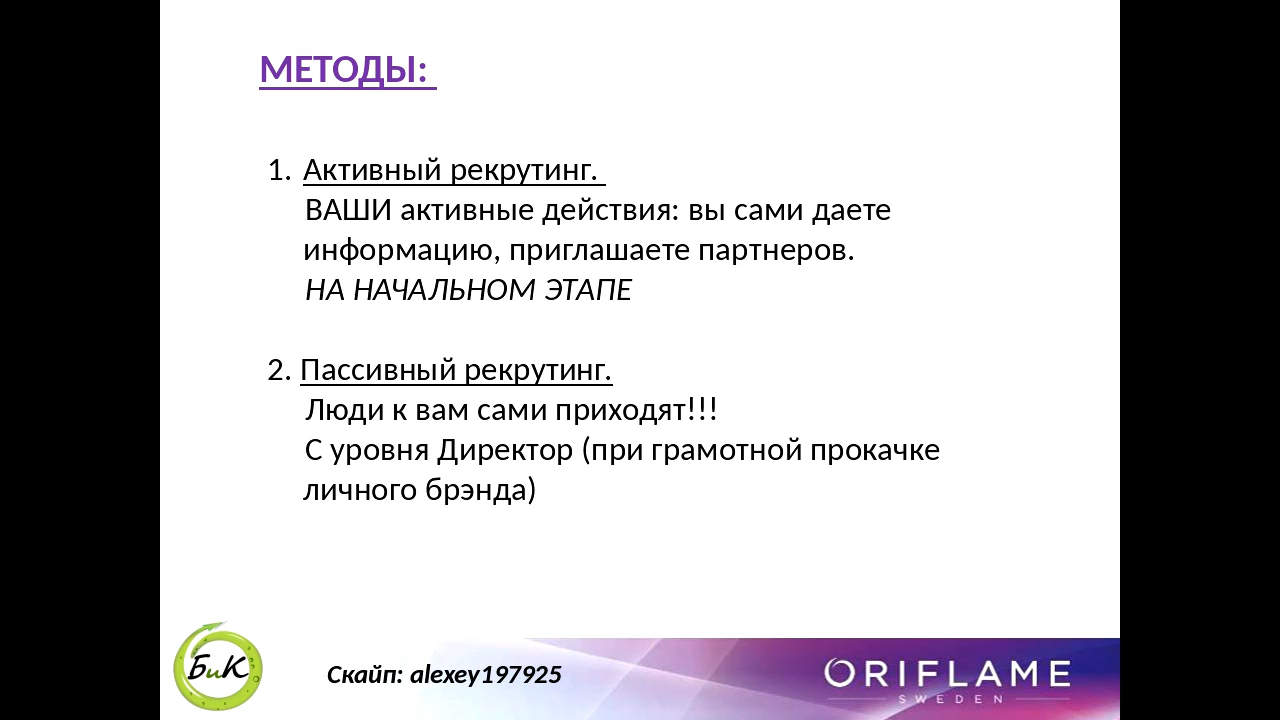 МЕТОДЫ:
1. Активный рекрутинг.
ВАШИ активные действия: вы сами даете
информацию, приглашаете партнеров.
НА НАЧАЛЬНОМ ЭТАПЕ
2. Пассивный рекрутинг.
Люди к вам сами приходят!!!
С уровня Директор (при грамотной прокачке
личного брэнда)
БиК
Скайп: alexey197925
ORIFLAME
SWEDEN